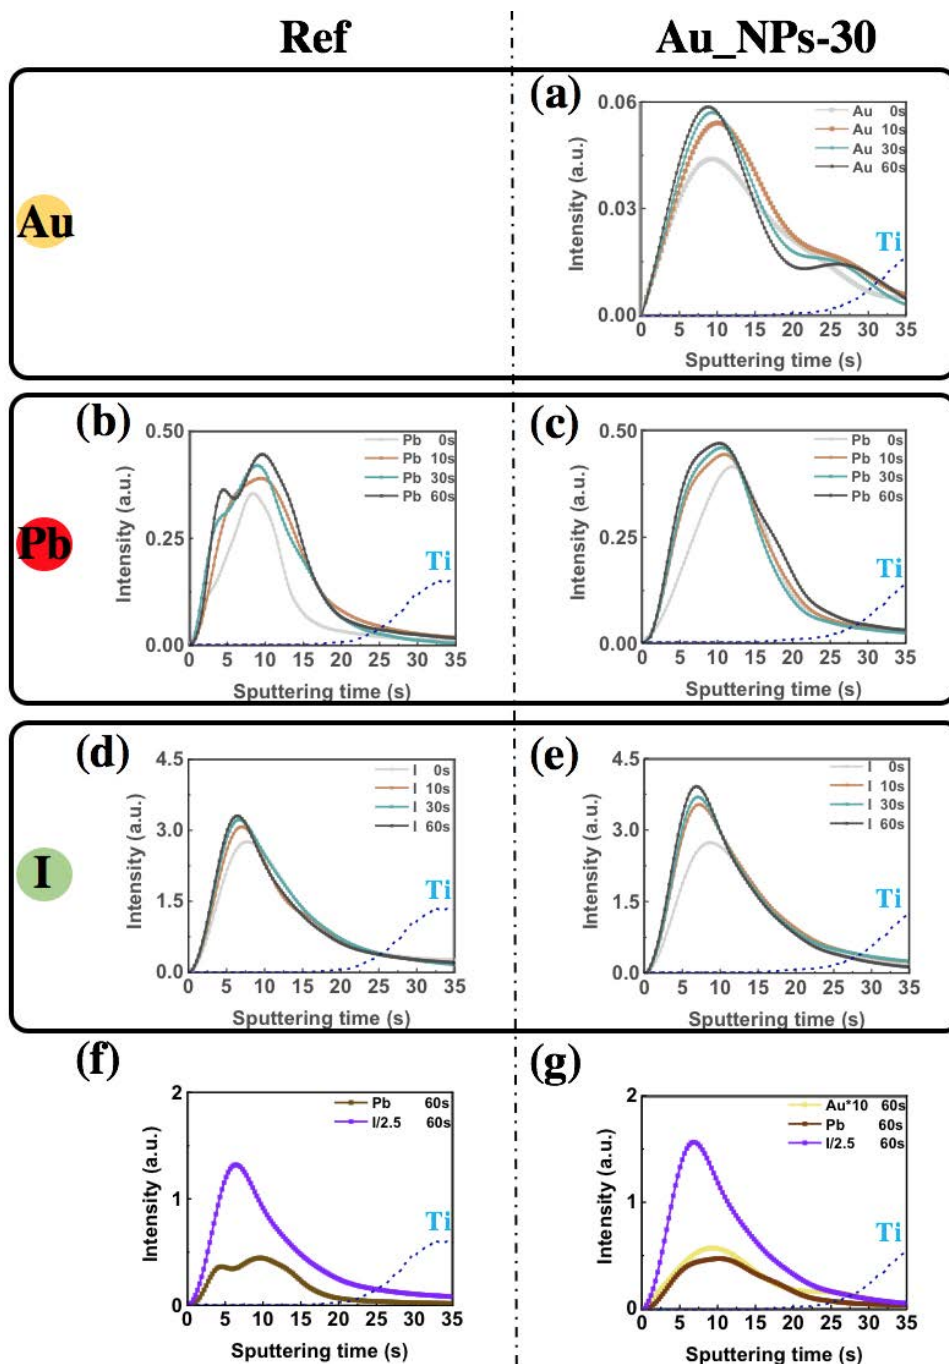 Ref
Au_NPs-30
Au
(a)
0.06
0.03
0.00
Intensity (a.u.)
Au 0s
Au 10s
Au 30s
Au 60s
Ti
0 5 10 15 20 25 30 35
Sputtering time (s)
Pb
(b)
0.50
0.25
0.00
Intensity (a.u.)
Pb 0s
Pb 10s
Pb 30s
Pb 60s
Ti
0 5 10 15 20 25 30 35
Sputtering time (s)
(c)
0.50
0.25
0.00
Intensity (a.u.)
Pb 0s
Pb 10s
Pb 30s
Pb 60s
Ti
0 5 10 15 20 25 30 35
Sputtering time (s)
I
(d)
4.5
3.0
1.5
0.0
Intensity (a.u.)
I 0s
I 10s
I 30s
I 60s
Ti
0 5 10 15 20 25 30 35
Sputtering time (s)
(e)
4.5
3.0
1.5
0.0
Intensity (a.u.)
I 0s
I 10s
I 30s
I 60s
Ti
0 5 10 15 20 25 30 35
Sputtering time (s)
(f)
2
1
0
Intensity (a.u.)
Pb 60s
I/2.5 60s
Ti
0 5 10 15 20 25 30 35
Sputtering time (s)
(g)
2
1
0
Intensity (a.u.)
Au*10 60s
Pb 60s
I/2.5 60s
Ti
0 5 10 15 20 25 30 35
Sputtering time (s)